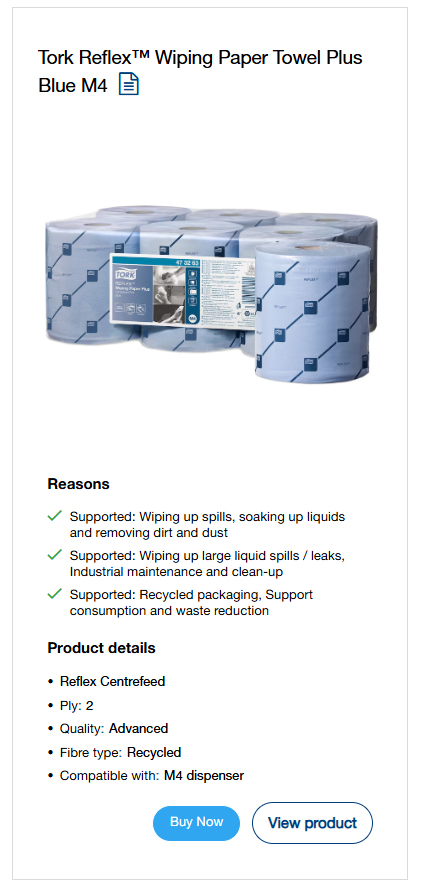 Tork Reflex™ Wiping Paper Towel Plus
Blue M4
47 32 63
TORK
Wiping Paper Plus
Reasons
Supported: Wiping up spills, soaking up liquids
and removing dirt and dust
Supported: Wiping up large liquid spills / leaks,
Industrial maintenance and clean-up
Supported: Recycled packaging, Support
consumption and waste reduction
Product details
• Reflex Centrefeed
• Ply: 2
• Quality: Advanced
• Fibre type: Recycled
• Compatible with: M4 dispenser
Buy Now
View product